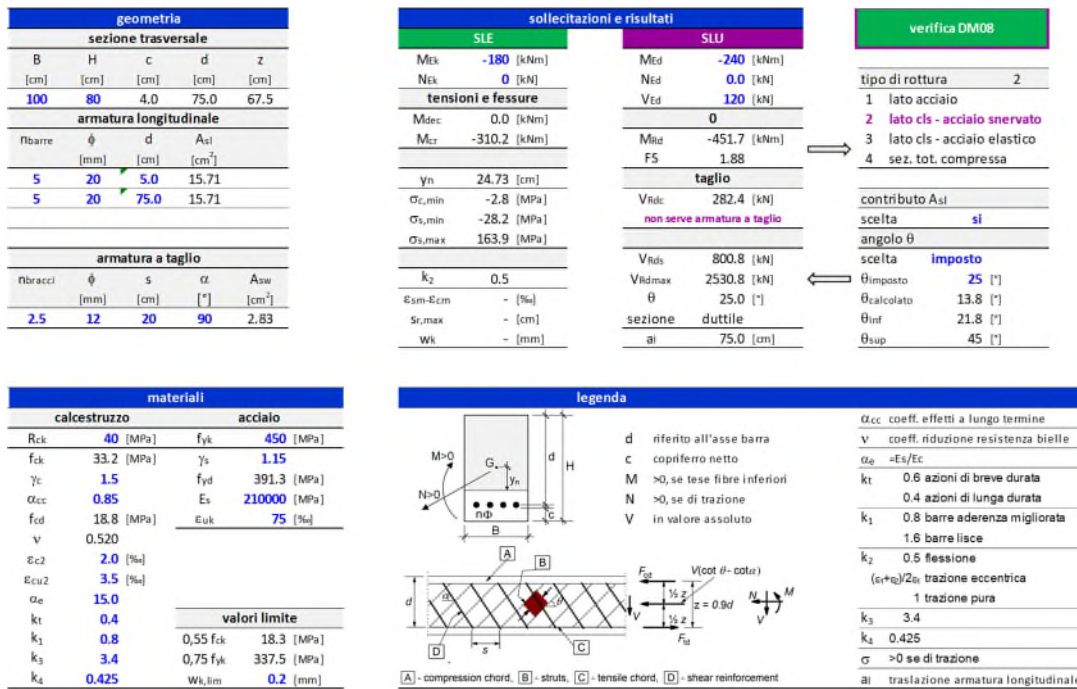 geometria
sezione trasversale
B H c d z
[cm] [cm] [cm] [cm] [cm]
100 80 4.0 75.0 67.5
armatura longitudinale
nbarre ϕ d Asl
[mm] [cm] [cm²]
5 20 5.0 15.71
5 20 75.0 15.71
armatura a taglio
nbracci ϕ s α Asw
[mm] [cm] [°] [cm²]
2.5 12 20 90 2.83
sollecitazioni e risultati
SLE
MEk -180 [kNm]
NEk 0 [kN]
tensioni e fessure
Mdec 0.0 [kNm]
Mcr -310.2 [kNm]
yn 24.73 [cm]
σc,min -2.8 [MPa]
σs,min -28.2 [MPa]
σs,max 163.9 [MPa]
k2 0.5
εsm-εcm - [‰]
sr,max - [cm]
wk - [mm]
SLU
MEd -240 [kNm]
NEd 0.0 [kN]
VEd 120 [kN]
0
MRd -451.7 [kNm]
FS 1.88
taglio
VRdc 282.4 [kN]
non serve armatura a taglio
VRds 800.8 [kN]
VRdmax 2530.8 [kN]
θ 25.0 [°]
sezione duttile
al 75.0 [cm]
verifica DM08
tipo di rottura 2
1 lato acciaio
2 lato cls - acciaio snervato
3 lato cls - acciaio elastico
4 sez. tot. compressa
contributo Asl
scelta si
angolo θ
scelta imposto
θimposto 25 [°]
θcalcolato 13.8 [°]
θinf 21.8 [°]
θsup 45 [°]
materiali
calcestruzzo acciaio
Rck 40 [MPa] fyk 450 [MPa]
fck 33.2 [MPa] γs 1.15
γc 1.5 fyd 391.3 [MPa]
αcc 0.85 Es 210000 [MPa]
fcd 18.8 [MPa] εuk 75 [‰]
ν 0.520
εc2 2.0 [‰]
εcu2 3.5 [‰]
αe 15.0
kt 0.4 valori limite
k1 0.8 0,55 fck 18.3 [MPa]
k3 3.4 0,75 fyk 337.5 [MPa]
k4 0.425 wk,lim 0.2 [mm]
legenda
M>0
G
N>0
yn
nΦ
B
d
H
c
d riferito all'asse barra
c copriferro netto
M >0, se tese fibre inferiori
N >0, se di trazione
V in valore assoluto
A
B
d
α
θ
s
D
C
V
Fcd
V(cot θ - cotα)
½ z
½ z
z = 0.9d
Ftd
N
M
V
A - compression chord, B - struts, C - tensile chord, D - shear reinforcement
αcc coeff. effetti a lungo termine
ν coeff. riduzione resistenza bielle
αe =Es/Ec
kt 0.6 azioni di breve durata
0.4 azioni di lunga durata
k1 0.8 barre aderenza migliorata
1.6 barre lisce
k2 0.5 flessione
(ε1+ε2)/2ε1 trazione eccentrica
1 trazione pura
k3 3.4
k4 0.425
σ >0 se di trazione
al traslazione armatura longitudinale